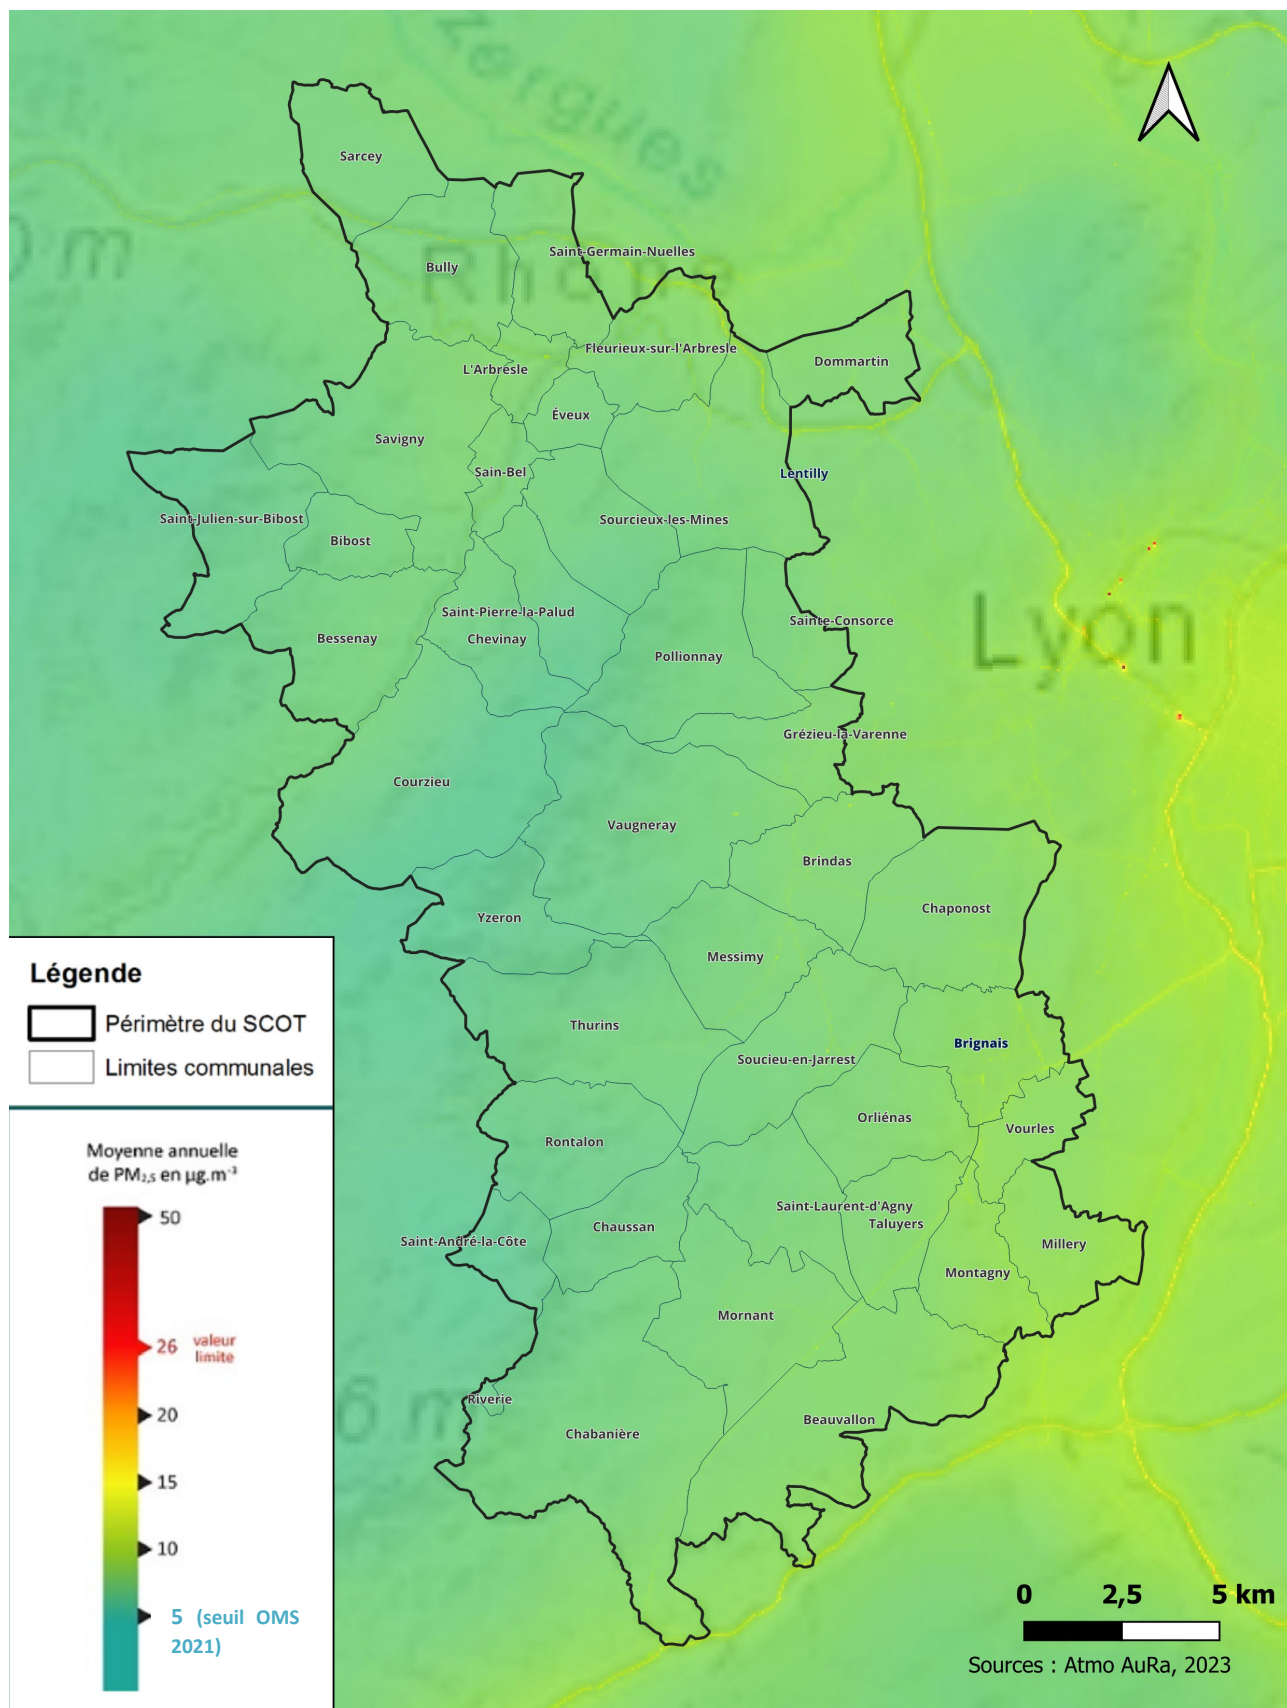 zergues
Sarcey
Saint-Germain-Nuelles
0 m
Rhône
Bully
Fleurieux-sur-l'Arbresle
Dommartin
L'Arbresle
Éveux
Savigny
Sain-Bel
Lentilly
Saint-Julien-sur-Bibost
Sourcieux-les-Mines
Bibost
Saint-Pierre-la-Palud
Sainte-Consorce
Lyon
Bessenay
Chevinay
Pollionnay
Grézieu-la-Varenne
Courzieu
Vaugneray
Brindas
Chaponost
Yzeron
Messimy
Thurins
Brignais
Soucieu-en-Jarrest
Orliénas
Vourles
Rontalon
Saint-Laurent-d'Agny
Chaussan
Taluyers
Saint-André-la-Côte
Millery
Montagny
Mornant
Riverie
6 m
Beauvallon
Chabanière
Légende
Périmètre du SCOT
Limites communales
Moyenne annuelle
de PM2,5 en µg.m-3
50
26 valeur
limite
20
15
10
5 (seuil OMS
2021)
0 2,5 5 km
Sources : Atmo AuRa, 2023